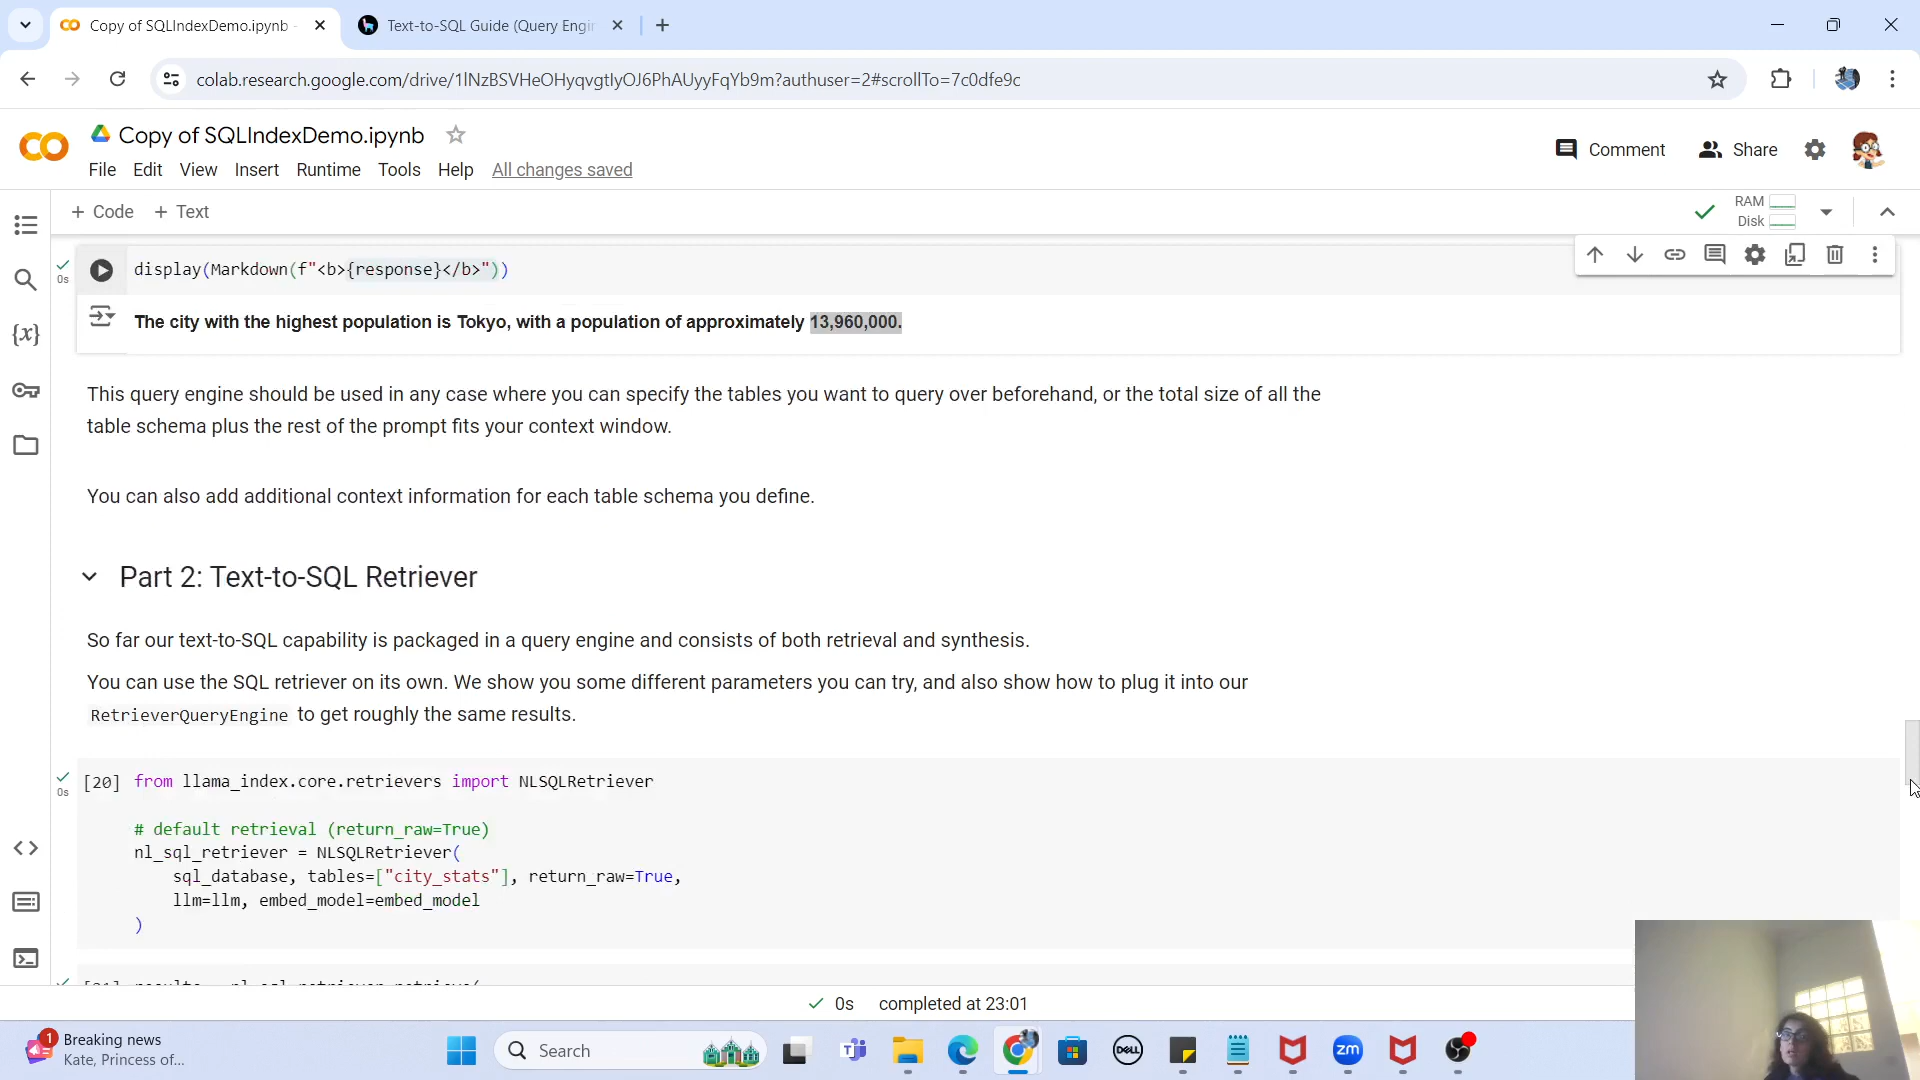 Copy of SQLIndexDemo.ipynb -
Text-to-SQL Guide (Query Engin
colab.research.google.com/drive/1lNzBSVHeOHyqvgtlyOJ6PhAUyyFqYb9m?authuser=2#scrollTo=7c0dfe9c
Copy of SQLIndexDemo.ipynb
Comment
Share
File Edit View Insert Runtime Tools Help All changes saved
+ Code + Text
RAM
Disk
0s
display(Markdown(f"<b>{response}</b>"))
The city with the highest population is Tokyo, with a population of approximately 13,960,000.
This query engine should be used in any case where you can specify the tables you want to query over beforehand, or the total size of all the
table schema plus the rest of the prompt fits your context window.
You can also add additional context information for each table schema you define.
Part 2: Text-to-SQL Retriever
So far our text-to-SQL capability is packaged in a query engine and consists of both retrieval and synthesis.
You can use the SQL retriever on its own. We show you some different parameters you can try, and also show how to plug it into our
RetrieverQueryEngine to get roughly the same results.
0s
[20] from llama_index.core.retrievers import NLSQLRetriever
# default retrieval (return_raw=True)
nl_sql_retriever = NLSQLRetriever(
sql_database, tables=["city_stats"], return_raw=True,
llm=llm, embed_model=embed_model
)
0s completed at 23:01
1
Breaking news
Kate, Princess of...
Search
DELL
zm